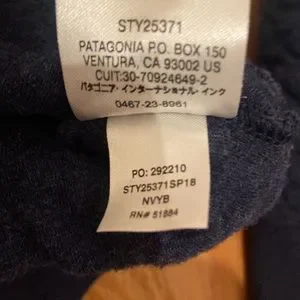 STY25371
PATAGONIA P.O. BOX 150
VENTURA, CA 93002 US
CUIT:30-70924649-2
パタゴニア・インターナショナル・インク
0467-23-8961
PO: 292210
STY25371SP18
NVYB
RN# 51884